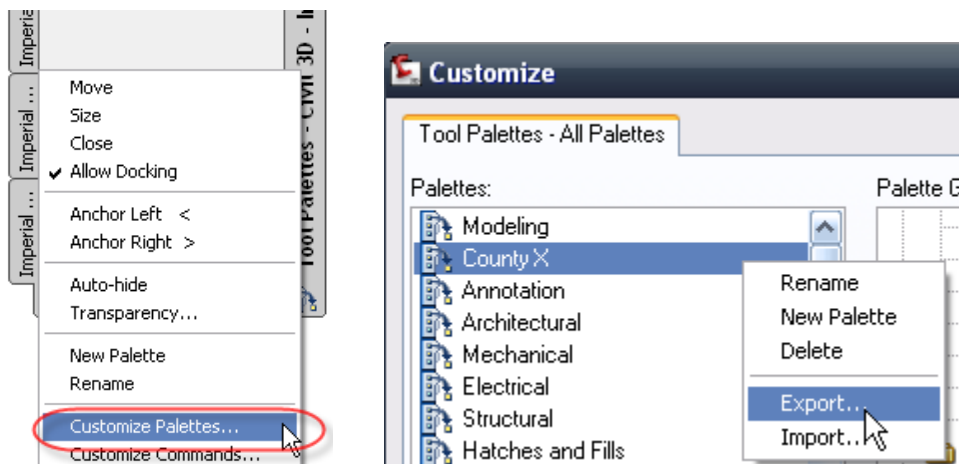 Imperia
Imperial ...
Imperial ...
Tool Palettes - Civil 3D - I
Move
Size
Close
Allow Docking
Anchor Left <
Anchor Right >
Auto-hide
Transparency...
New Palette
Rename
Customize Palettes...
Customize Commands...
Customize
Tool Palettes - All Palettes
Palettes:
Palette G
Modeling
County X
Annotation
Architectural
Mechanical
Electrical
Structural
Hatches and Fills
Rename
New Palette
Delete
Export...
Import...